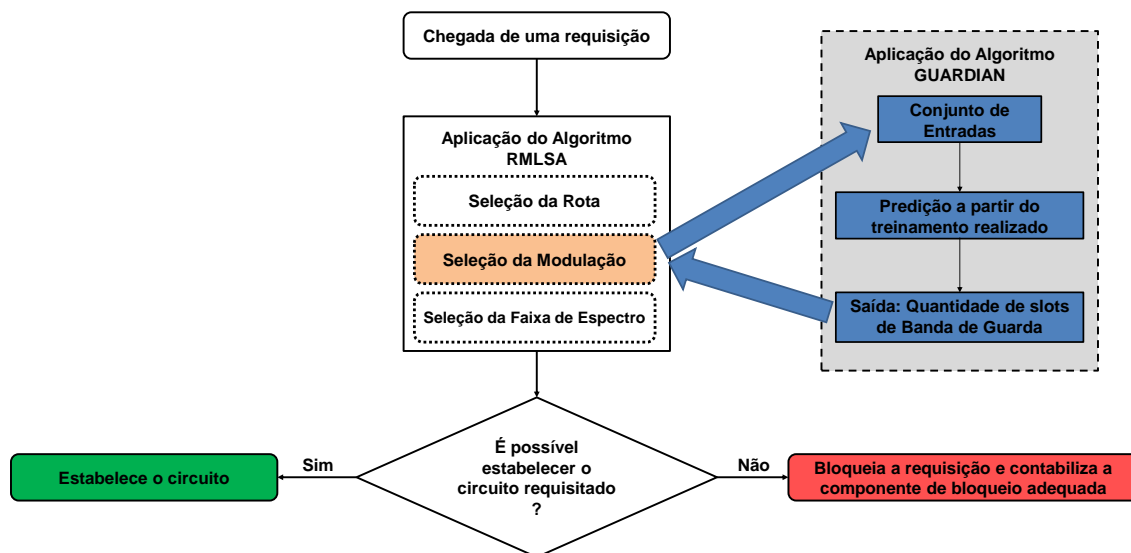 Chegada de uma requisição
Aplicação do Algoritmo
RMLSA
Seleção da Rota
Seleção da Modulação
Seleção da Faixa de Espectro
Aplicação do Algoritmo
GUARDIAN
Conjunto de
Entradas
Predição a partir do
treinamento realizado
Saída: Quantidade de slots
de Banda de Guarda
É possível
estabelecer o
circuito requisitado
?
Sim
Não
Estabelece o circuito
Bloqueia a requisição e contabiliza a
componente de bloqueio adequada